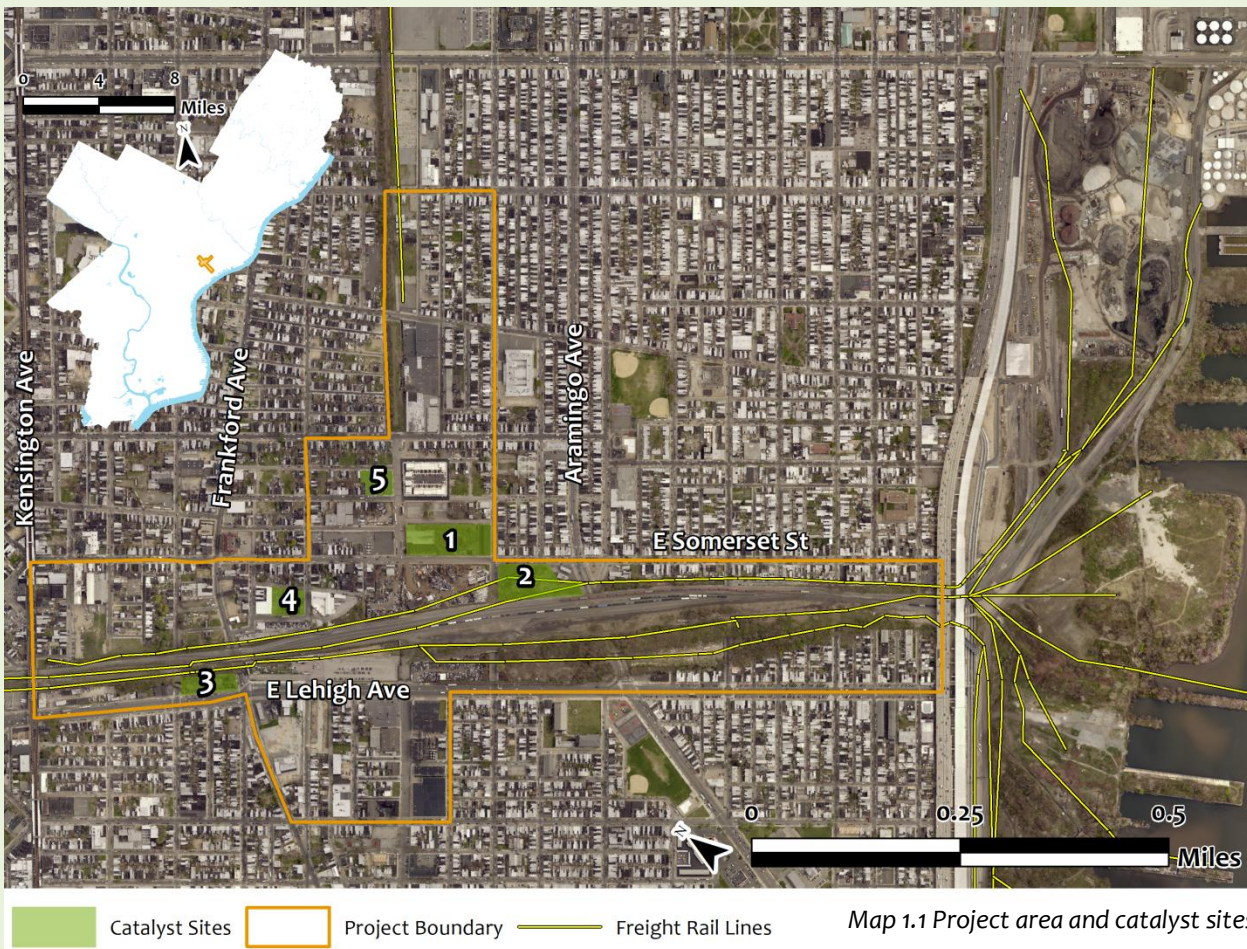 0 4 8
Miles
N
Kensington Ave
Frankford Ave
Aramingo Ave
5
1
E Somerset St
2
4
3
E Lehigh Ave
N
0 0.25 0.5
Miles
Catalyst Sites Project Boundary Freight Rail Lines Map 1.1 Project area and catalyst sites